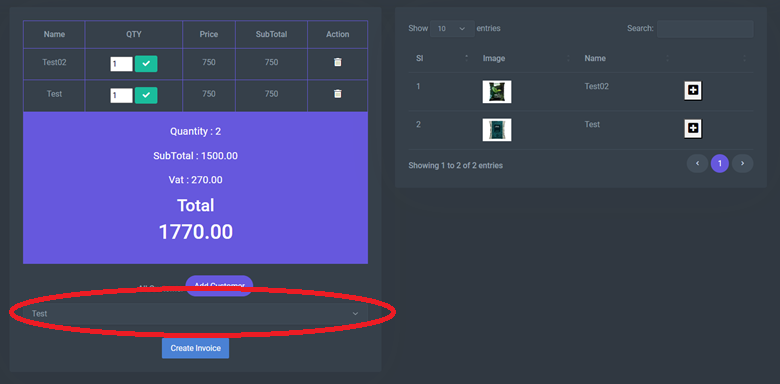 Name QTY Price SubTotal Action
Test02 1 750 750
Test 1 750 750
Quantity : 2
SubTotal : 1500.00
Vat : 270.00
Total
1770.00
Add Customer
Test
Create Invoice
Show 10 entries Search:
Sl Image Name
1 Test02
2 Test
Showing 1 to 2 of 2 entries
1